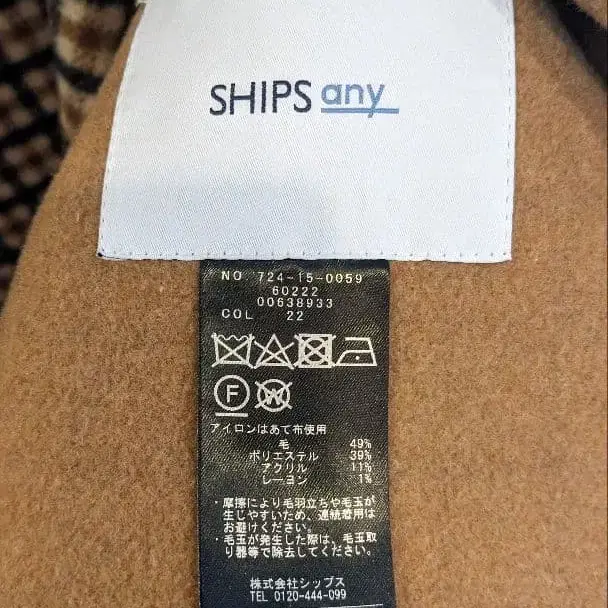 SHIPS any
NO 724-15-0059
60222
00638933
COL 22
F
W
アイロンはあて布使用
毛 49%
ポリエステル 39%
アクリル 11%
レーヨン 1%
・摩擦により毛羽立ちや毛玉が
生じやすいため、連続着用は
お避けください。
・毛玉が発生した際は、毛玉取
り器等で除去してください。
株式会社シップス
TEL 0120-444-099